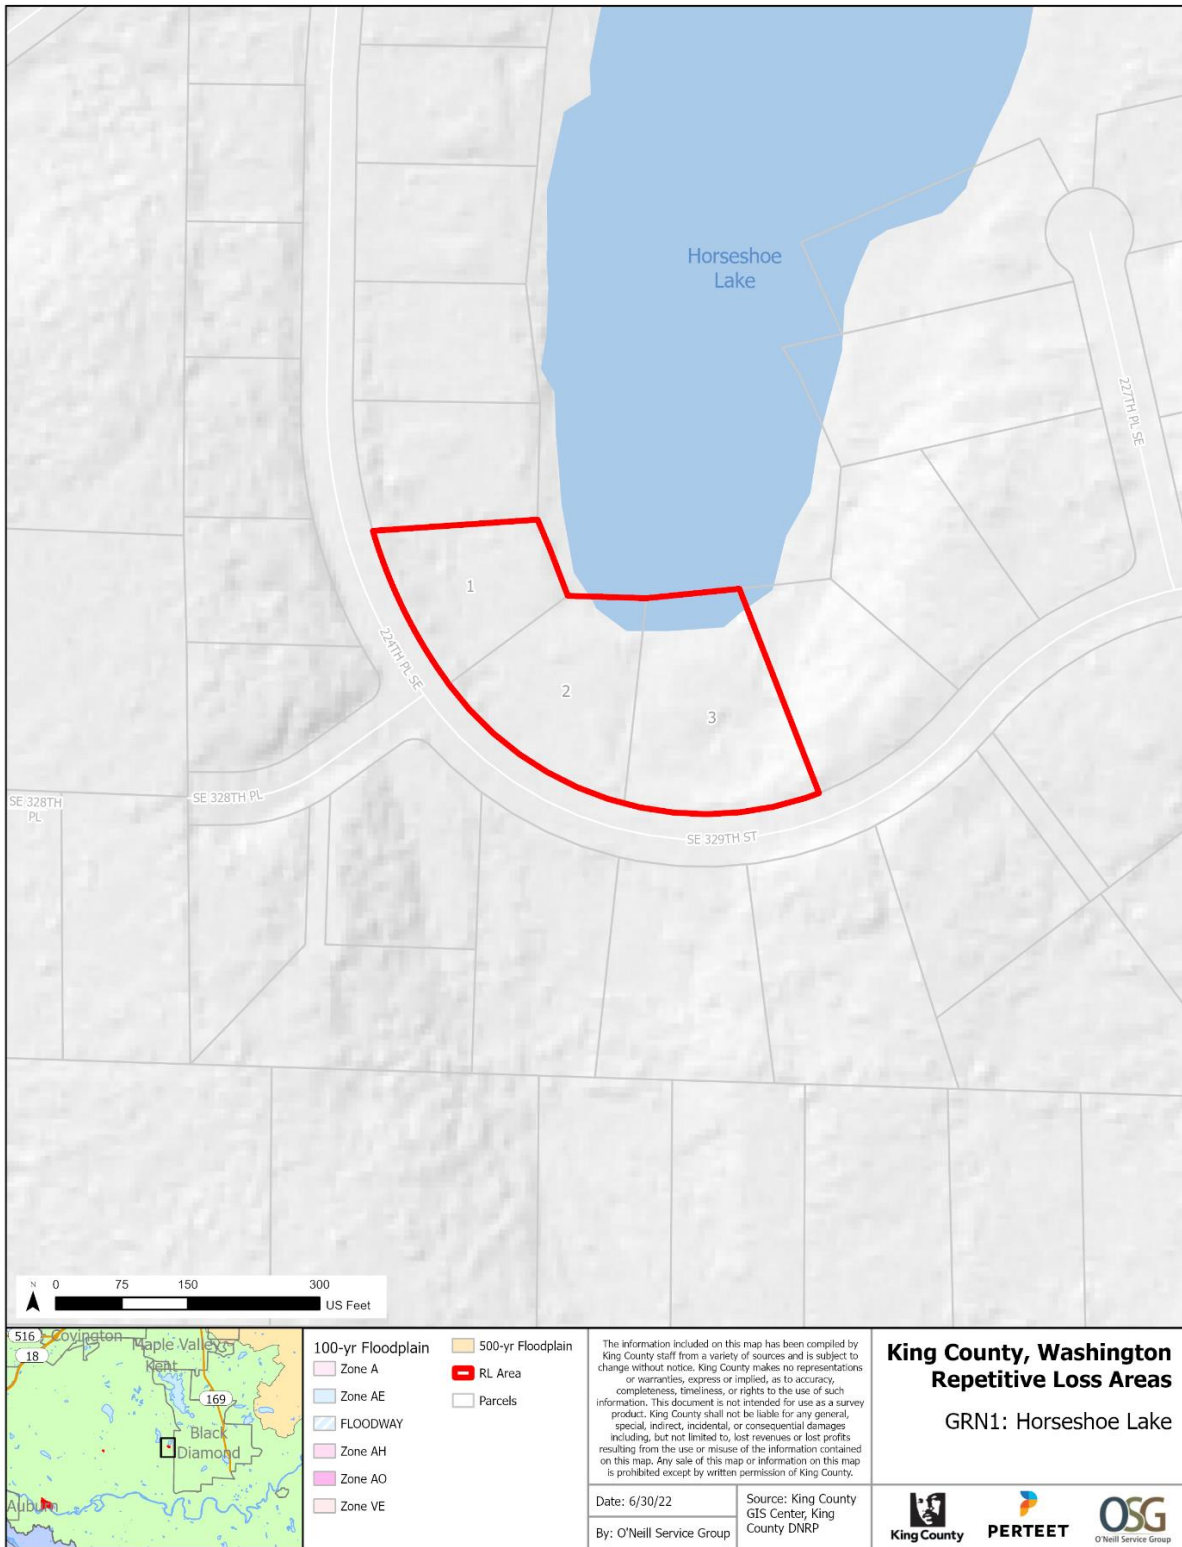 Horseshoe
Lake
227TH PL SE
1
224TH PL SE
2
3
SE 328TH
PL
SE 328TH PL
SE 329TH ST
N
0 75 150 300
US Feet
516
18
Covington
Maple Valley
Kent
169
Black
Diamond
Auburn
100-yr Floodplain
Zone A
Zone AE
FLOODWAY
Zone AH
Zone AO
Zone VE
500-yr Floodplain
RL Area
Parcels
The information included on this map has been compiled by
King County staff from a variety of sources and is subject to
change without notice. King County makes no representations
or warranties, express or implied, as to accuracy,
completeness, timeliness, or rights to the use of such
information. This document is not intended for use as a survey
product. King County shall not be liable for any general,
special, indirect, incidental, or consequential damages
including, but not limited to, lost revenues or lost profits
resulting from the use or misuse of the information contained
on this map. Any sale of this map or information on this map
is prohibited except by written permission of King County.
Date: 6/30/22
By: O'Neill Service Group
Source: King County
GIS Center, King
County DNRP
King County, Washington
Repetitive Loss Areas
GRN1: Horseshoe Lake
King County
PERTEET
OSG
O'Neill Service Group